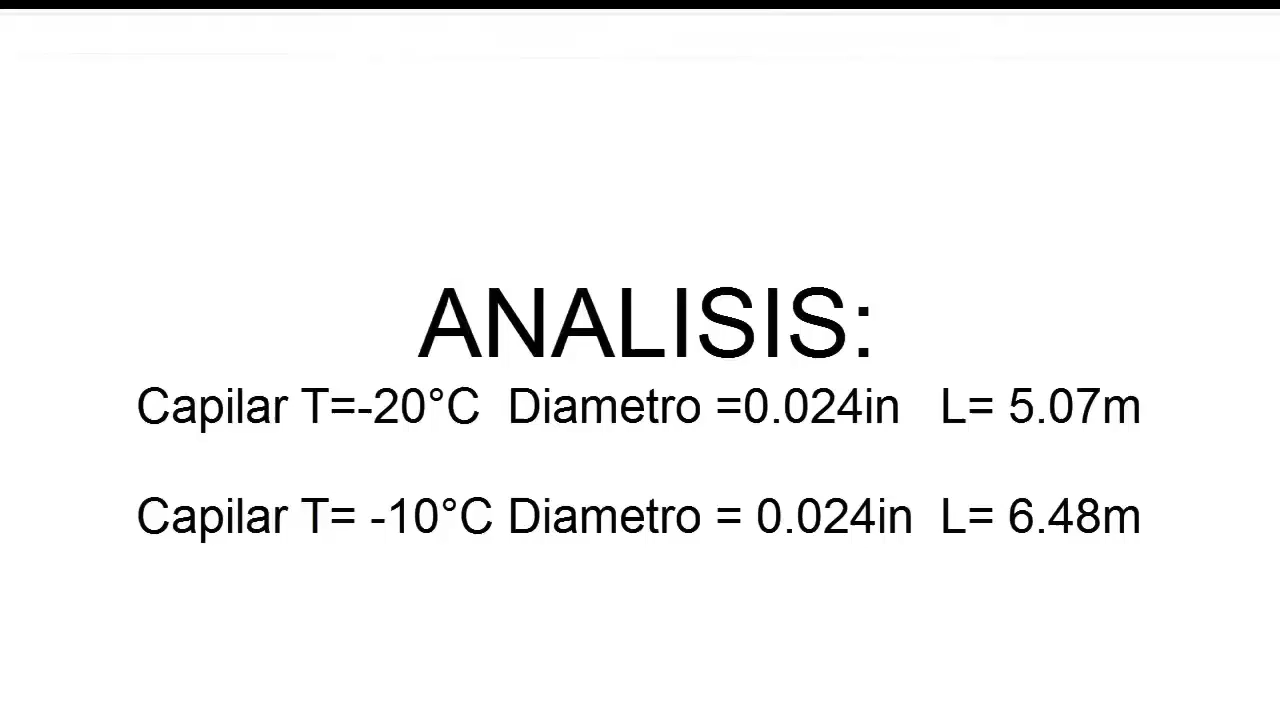 ANALISIS:
Capilar T=-20°C Diametro =0.024in L= 5.07m
Capilar T= -10°C Diametro = 0.024in L= 6.48m